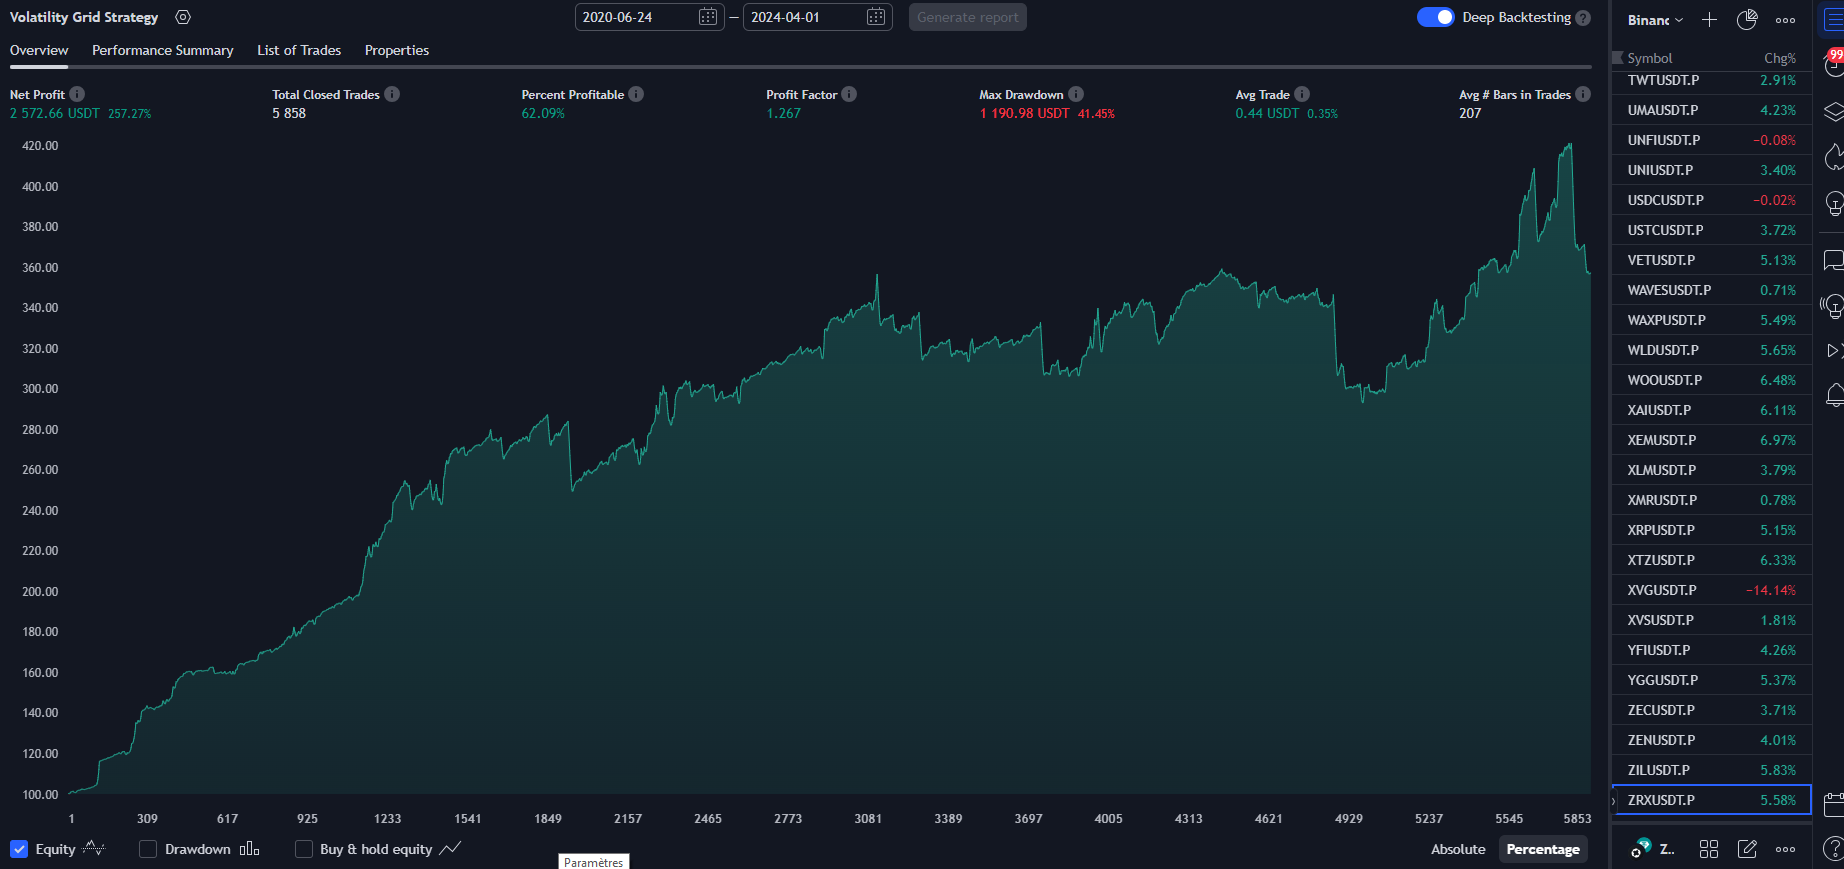 Volatility Grid Strategy
2020-06-24 — 2024-04-01 Generate report
Deep Backtesting ?
Overview Performance Summary List of Trades Properties
Net Profit Total Closed Trades Percent Profitable Profit Factor Max Drawdown Avg Trade Avg # Bars in Trades
2 572.66 USDT 257.27% 5 858 62.09% 1.267 1 190.98 USDT 41.45% 0.44 USDT 0.35% 207
420.00
400.00
380.00
360.00
340.00
320.00
300.00
280.00
260.00
240.00
220.00
200.00
180.00
160.00
140.00
120.00
100.00
1 309 617 925 1233 1541 1849 2157 2465 2773 3081 3389 3697 4005 4313 4621 4929 5237 5545 5853
Equity Drawdown Buy & hold equity
Paramètres
Absolute Percentage
Binanc
Symbol Chg%
TWTUSDT.P 2.91%
UMAUSDT.P 4.23%
UNFIUSDT.P −0.08%
UNIUSDT.P 3.40%
USDCUSDT.P −0.02%
USTCUSDT.P 3.72%
VETUSDT.P 5.13%
WAVESUSDT.P 0.71%
WAXPUSDT.P 5.49%
WLDUSDT.P 5.65%
WOOUSDT.P 6.48%
XAIUSDT.P 6.11%
XEMUSDT.P 6.97%
XLMUSDT.P 3.79%
XMRUSDT.P 0.78%
XRPUSDT.P 5.15%
XTZUSDT.P 6.33%
XVGUSDT.P −14.14%
XVSUSDT.P 1.81%
YFIUSDT.P 4.26%
YGGUSDT.P 5.37%
ZECUSDT.P 3.71%
ZENUSDT.P 4.01%
ZILUSDT.P 5.83%
ZRXUSDT.P 5.58%
Z...
99